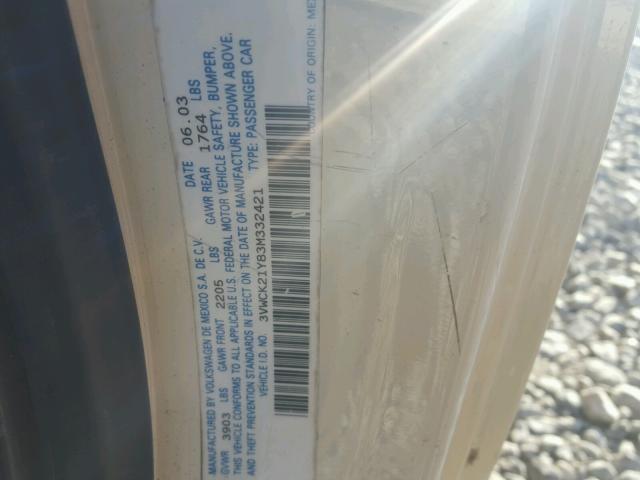 MANUFACTURED BY VOLKSWAGEN DE MEXICO S.A. DE C.V. DATE 06.03
GVWR 3903 LBS GAWR FRONT 2205 LBS GAWR REAR 1764 LBS
THIS VEHICLE CONFORMS TO ALL APPLICABLE U.S. FEDERAL MOTOR VEHICLE SAFETY, BUMPER,
AND THEFT PREVENTION STANDARDS IN EFFECT ON THE DATE OF MANUFACTURE SHOWN ABOVE.
VEHICLE I.D. NO. 3VWCK21Y83M332421 TYPE: PASSENGER CAR
COUNTRY OF ORIGIN: